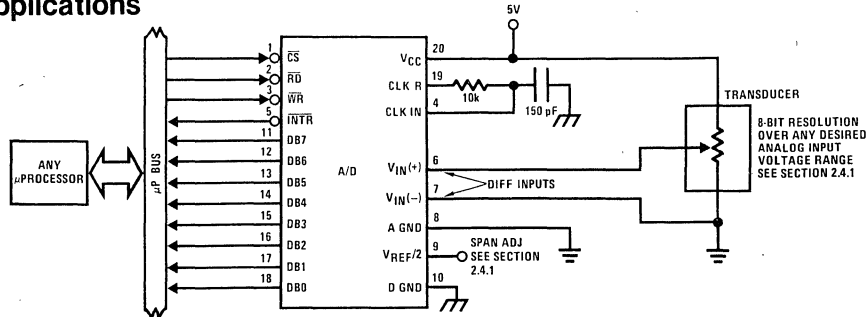 pplications
5V
1 CS 20 VCC
2 RD 19 CLK R 10k
3 WR 4 CLK IN 150 pF
5 INTR
11 DB7
12 DB6
13 DB5
14 DB4
15 DB3
16 DB2
17 DB1
18 DB0
ANY
µPROCESSOR
µP BUS
A/D
6 VIN(+)
DIFF INPUTS
7 VIN(−)
8 A GND
9 VREF/2
SPAN ADJ
SEE SECTION
2.4.1
10 D GND
TRANSDUCER
8-BIT RESOLUTION
OVER ANY DESIRED
ANALOG INPUT
VOLTAGE RANGE
SEE SECTION 2.4.1